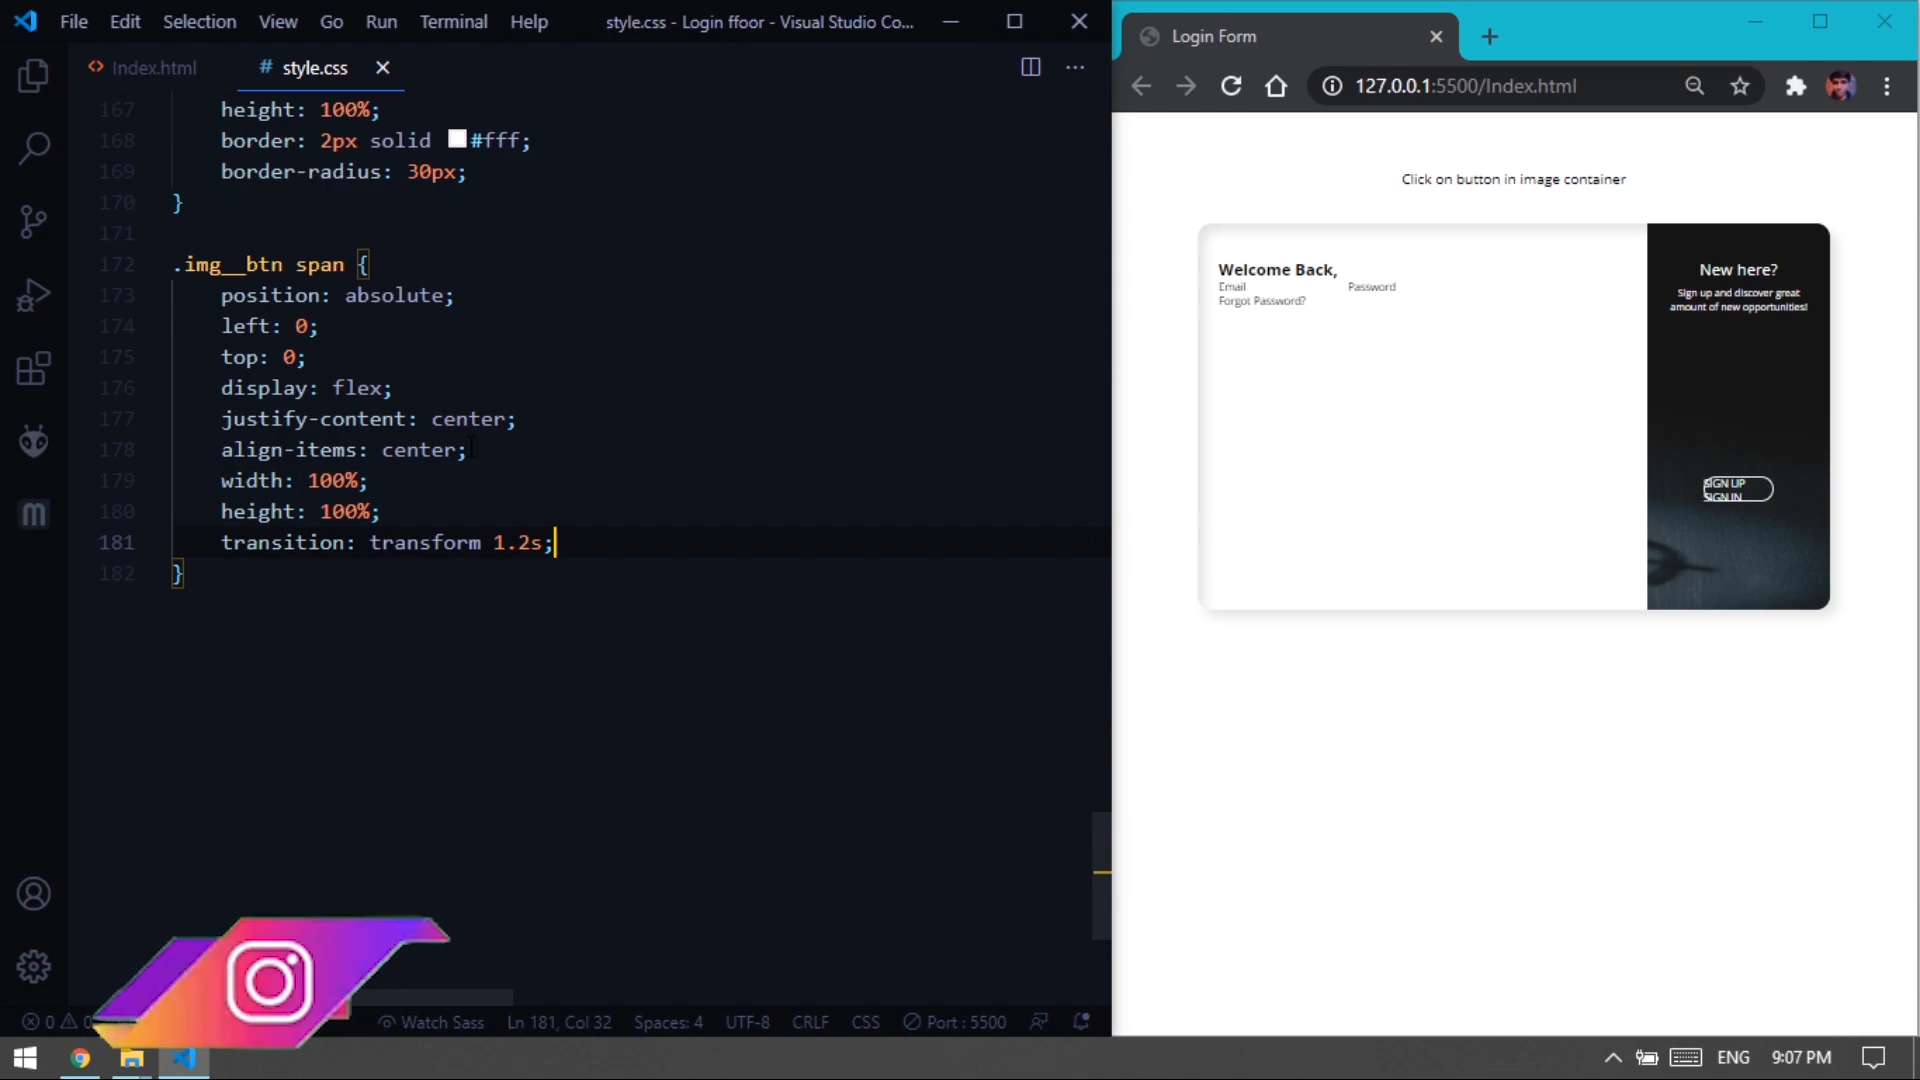 File Edit Selection View Go Run Terminal Help style.css - Login ffoor - Visual Studio Co...
Index.html
# style.css
167 height: 100%;
168 border: 2px solid #fff;
169 border-radius: 30px;
170 }
171
172 .img__btn span {
173 position: absolute;
174 left: 0;
175 top: 0;
176 display: flex;
177 justify-content: center;
178 align-items: center;
179 width: 100%;
180 height: 100%;
181 transition: transform 1.2s;
182 }
0 0 Watch Sass Ln 181, Col 32 Spaces: 4 UTF-8 CRLF CSS Port : 5500
Login Form
127.0.0.1:5500/Index.html
Click on button in image container
Welcome Back,
Email Password
Forgot Password?
New here?
Sign up and discover great
amount of new opportunities!
SIGN UP
SIGN IN
ENG 9:07 PM